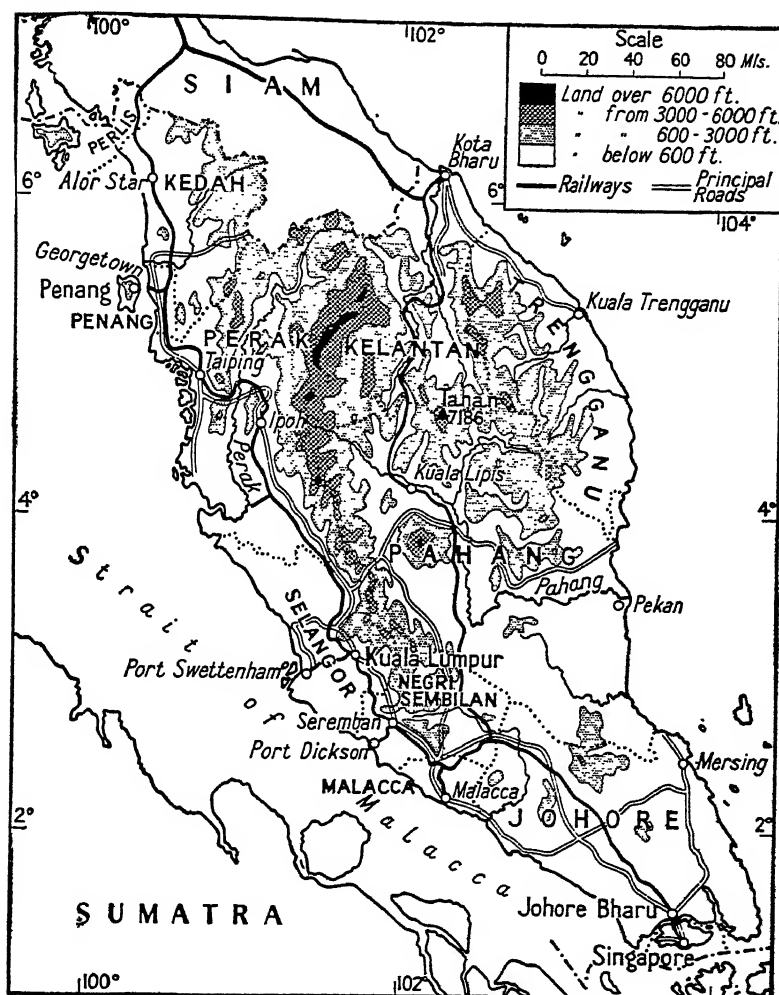 100°
102°
Scale
0 20 40 60 80 Mls.
Land over 6000 ft.
" from 3000-6000 ft.
" " 600-3000 ft.
" below 600 ft.
Railways Principal Roads
SIAM
PERLIS
Kota Bharu
Alor Star
KEDAH
6°
6°
104°
Georgetown
Penang
PENANG
Kuala Trengganu
TRENGGANU
PERAK
KELANTAN
Taiping
Tahan
7186
Ipoh
Perak
Kuala Lipis
4°
4°
PAHANG
Pahang
Pekan
Strait of Malacca
SELANGOR
Kuala Lumpur
Port Swettenham
NEGRI SEMBILAN
Seremban
Port Dickson
Mersing
MALACCA
Malacca
2°
2°
JOHORE
SUMATRA
Johore Bharu
Singapore
100°
102°